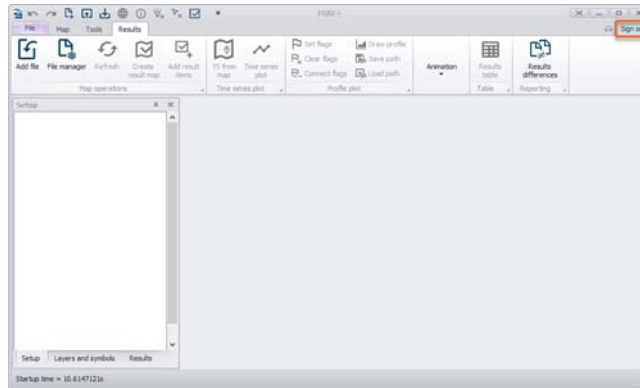 File Map Tools Results
Add file
File manager
Refresh
Create result map
Add result items
Map operations
TS from map
Time series plot
Time series plot
Set flags
Clear flags
Connect flags
Draw profile
Save path
Load path
Profile plot
Animation
Results table
Table
Results differences
Reporting
Setup
Setup Layers and symbols Results
Startup time = 10.6147121s